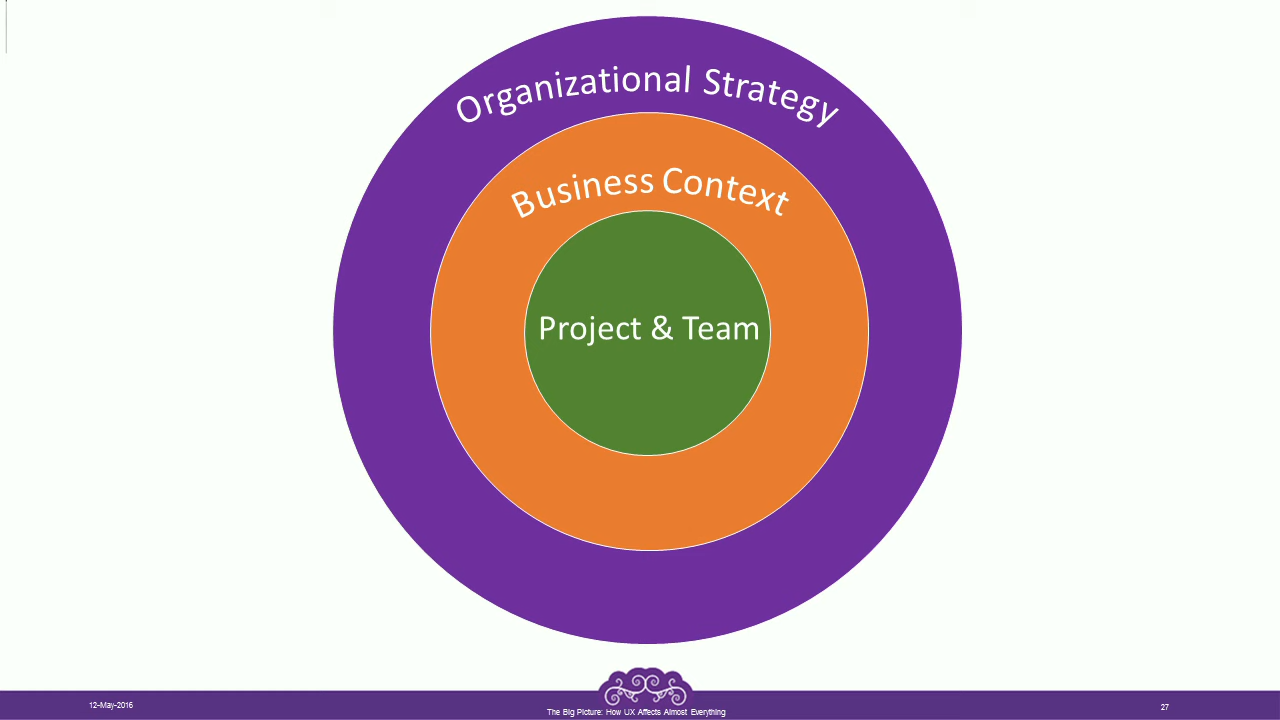 Organizational Strategy
Business Context
Project & Team
12-May-2016
The Big Picture: How UX Affects Almost Everything
27